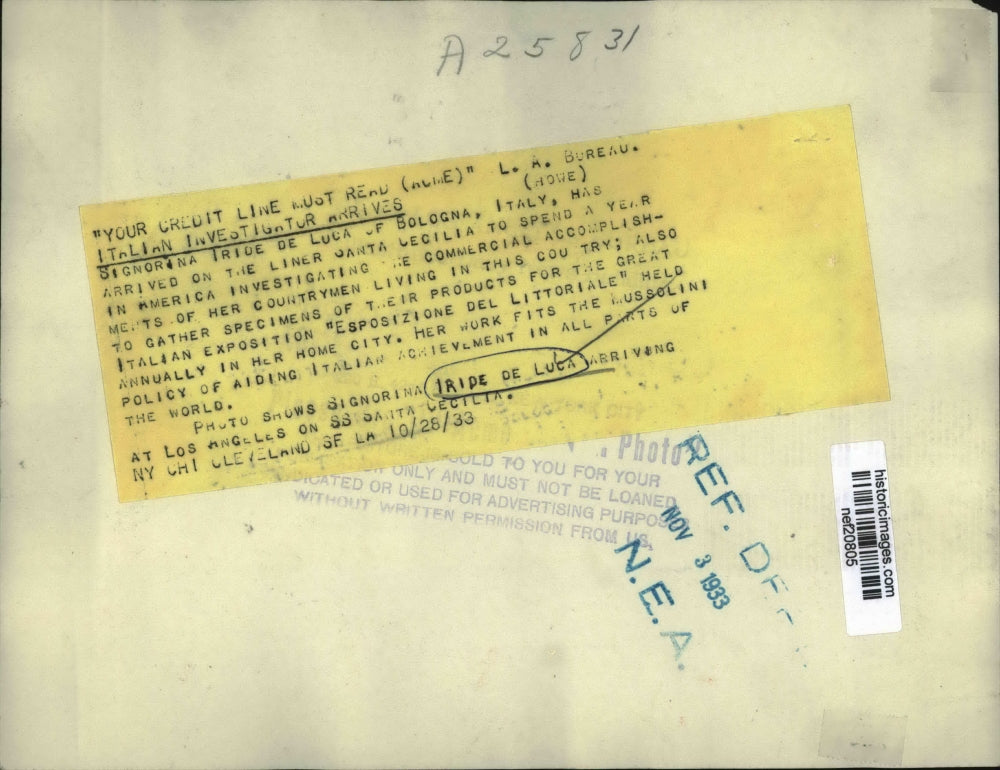 A25831
"YOUR CREDIT LINE MUST READ (ACME)" L. A. BUREAU.
ITALIAN INVESTIGATOR ARRIVES (HOWE)
SIGNORINA IRIDE DE LUCA OF BOLOGNA, ITALY, HAS
ARRIVED ON THE LINER SANTA CECILIA TO SPEND A YEAR
IN AMERICA INVESTIGATING HE COMMERCIAL ACCOMPLISH-
MENTS OF HER COUNTRYMEN LIVING IN THIS COU TRY; ALSO
TO GATHER SPECIMENS OF THEIR PRODUCTS FOR THE GREAT
ITALIAN EXPOSITION "ESPOSIZIONE DEL LITTORIALE" HELD
ANNUALLY IN HER HOME CITY. HER WORK FITS THE MUSSOLINI
POLICY OF AIDING ITALIAN ACHIEVEMENT IN ALL PARTS OF
THE WORLD.
PHOTO SHOWS SIGNORINA IRIDE DE LUCA ARRIVING
AT LOS ANGELES ON SS SANTA CECILIA.
NY CHI CLEVELAND SF LA 10/28/33
Photo
SOLD TO YOU FOR YOUR
ONLY AND MUST NOT BE LOANED
OR USED FOR ADVERTISING
WITHOUT WRITTEN PERMISSION FROM US.
REF.
NOV 3 1933
N.E.A.
historicimages.com
nef20805